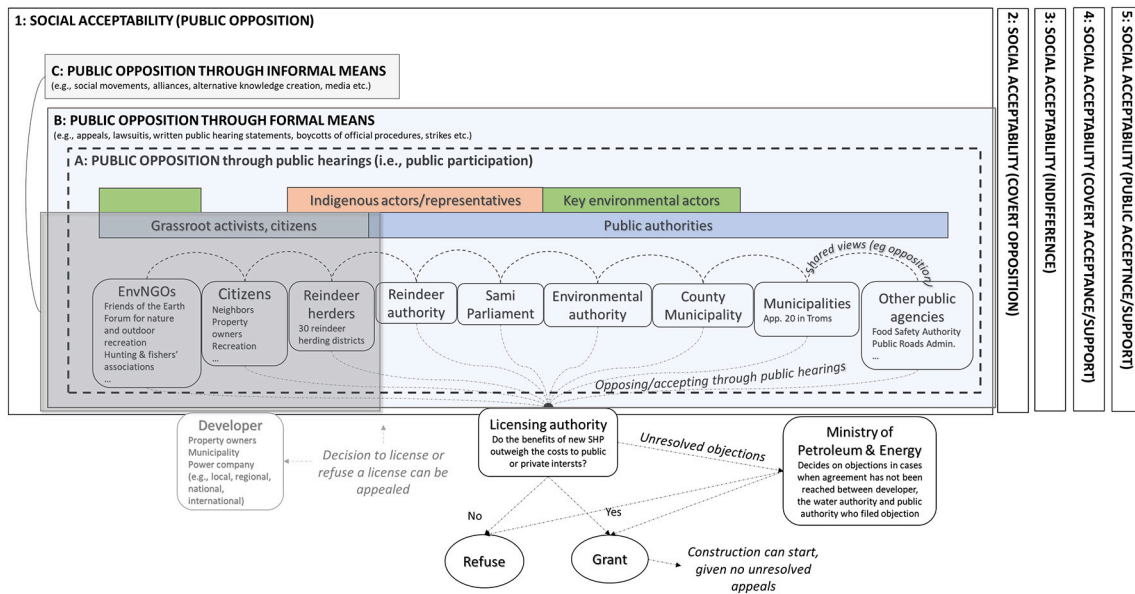 1: SOCIAL ACCEPTABILITY (PUBLIC OPPOSITION)
C: PUBLIC OPPOSITION THROUGH INFORMAL MEANS
(e.g., social movements, alliances, alternative knowledge creation, media etc.)
B: PUBLIC OPPOSITION THROUGH FORMAL MEANS
(e.g., appeals, lawsuitis, written public hearing statements, boycotts of official procedures, strikes etc.)
A: PUBLIC OPPOSITION through public hearings (i.e., public participation)
Indigenous actors/representatives
Key environmental actors
Grassroot activists, citizens
Public authorities
shared views (eg opposition)
EnvNGOs
Friends of the Earth
Forum for nature
and outdoor
recreation
Hunting & fishers'
associations
...
Citizens
Neighbors
Property
owners
Recreation
...
Reindeer
herders
30 reindeer
herding districts
Reindeer
authority
Sami
Parliament
Environmental
authority
County
Municipality
Municipalities
App. 20 in Troms
Other public
agencies
Food Safety Authority
Public Roads Admin.
...
Opposing/accepting through public hearings
Developer
Property owners
Municipality
Power company
(e.g., local, regional,
national,
international)
Decision to license or
refuse a license can be
appealed
Licensing authority
Do the benefits of new SHP
outweigh the costs to public
or private intersts?
Unresolved objections
Ministry of
Petroleum & Energy
Decides on objections in cases
when agreement has not been
reached between developer,
the water authority and public
authority who filed objection
No
Yes
Refuse
Grant
Construction can start,
given no unresolved
appeals
2: SOCIAL ACCEPTABILITY (COVERT OPPOSITION)
3: SOCIAL ACCEPTABILITY (INDIFFERENCE)
4: SOCIAL ACCEPTABILITY (COVERT ACCEPTANCE/SUPPORT)
5: SOCIAL ACCEPTABILITY (PUBLIC ACCEPTNCE/SUPPORT)